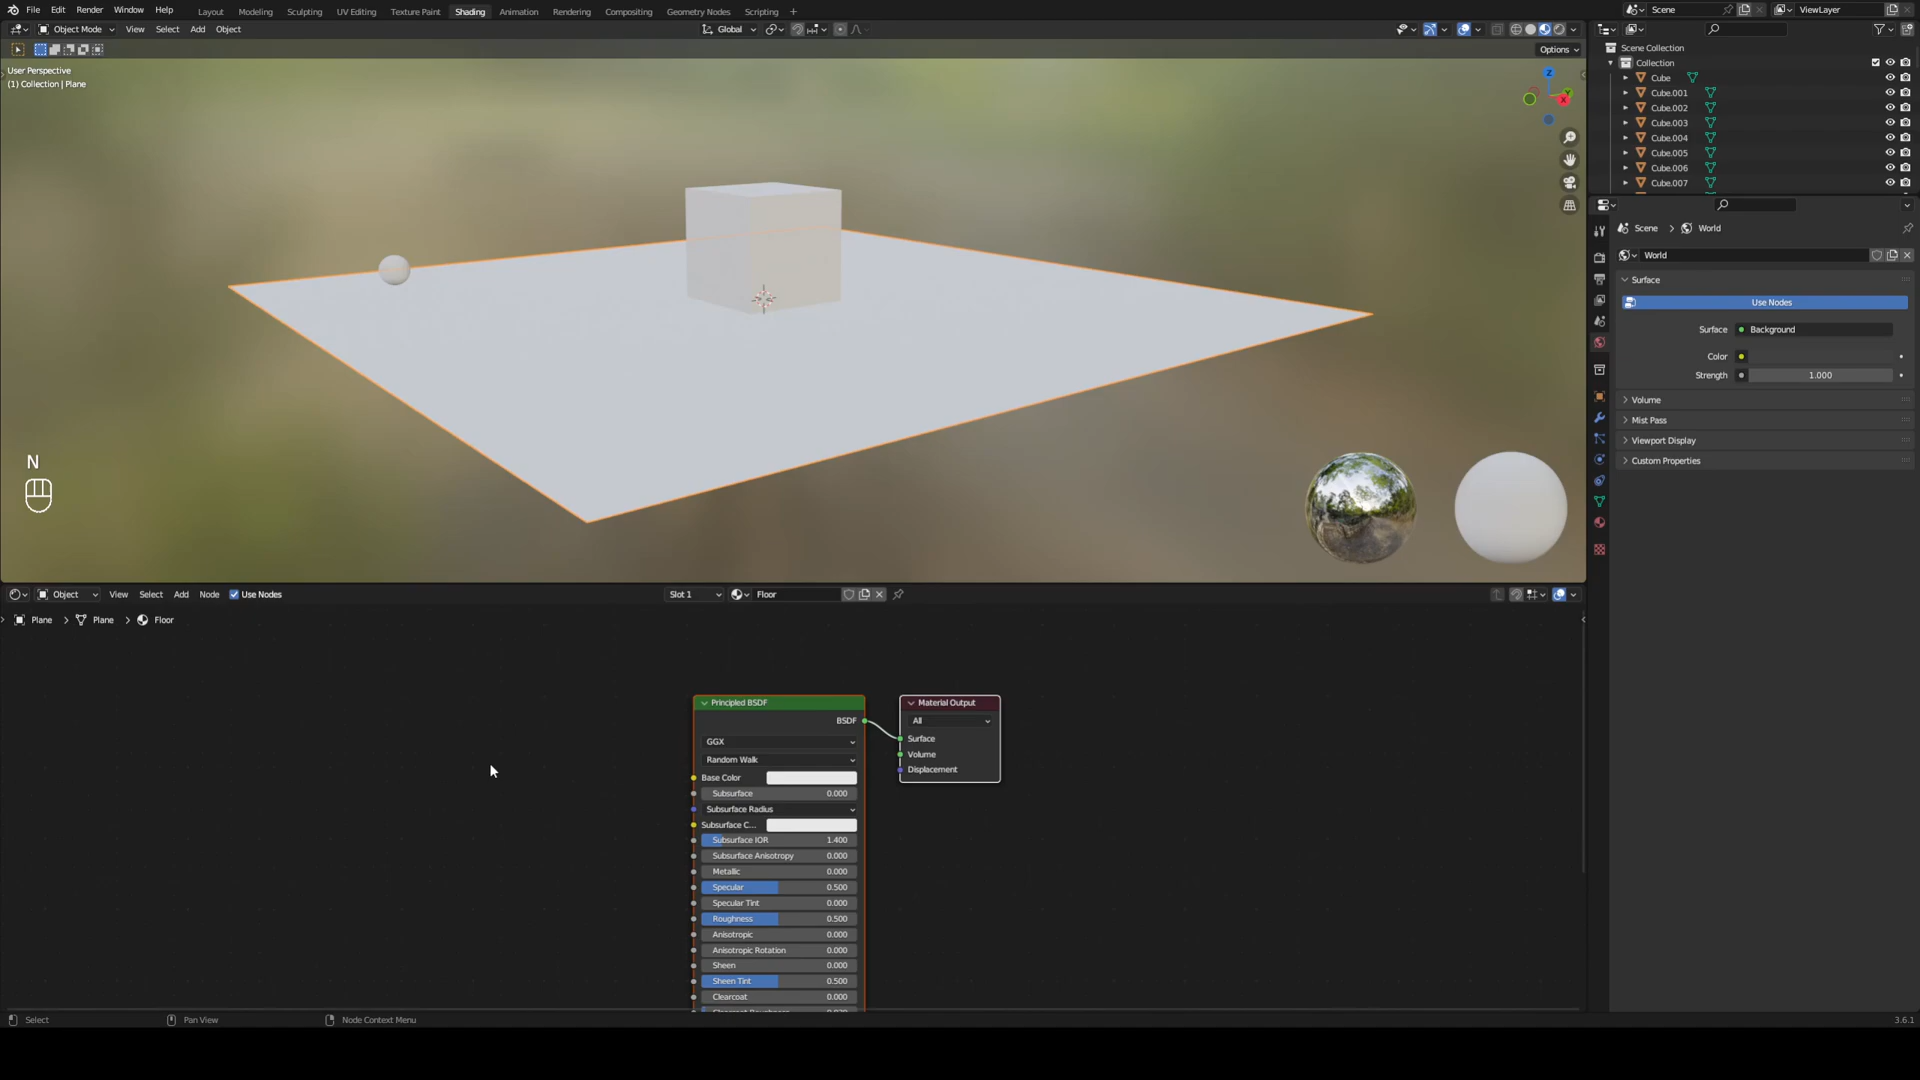 File Edit Render Window Help Layout Modeling Sculpting UV Editing Texture Paint Shading Animation Rendering Compositing Geometry Nodes Scripting + Scene ViewLayer
Object Mode View Select Add Object Global
Options
User Perspective
(1) Collection | Plane
Z
X
Scene Collection
Collection
Cube
Cube.001
Cube.002
Cube.003
Cube.004
Cube.005
Cube.006
Cube.007
Scene > World
World
Surface
Use Nodes
Surface Background
Color
Strength 1.000
Volume
Mist Pass
Viewport Display
Custom Properties
N
Object View Select Add Node Use Nodes Slot 1 Floor
Plane > Plane > Floor
Principled BSDF
BSDF
GGX
Random Walk
Base Color
Subsurface 0.000
Subsurface Radius
Subsurface C...
Subsurface IOR 1.400
Subsurface Anisotropy 0.000
Metallic 0.000
Specular 0.500
Specular Tint 0.000
Roughness 0.500
Anisotropic 0.000
Anisotropic Rotation 0.000
Sheen 0.000
Sheen Tint 0.500
Clearcoat 0.000
Material Output
All
Surface
Volume
Displacement
Select Pan View Node Context Menu 3.6.1